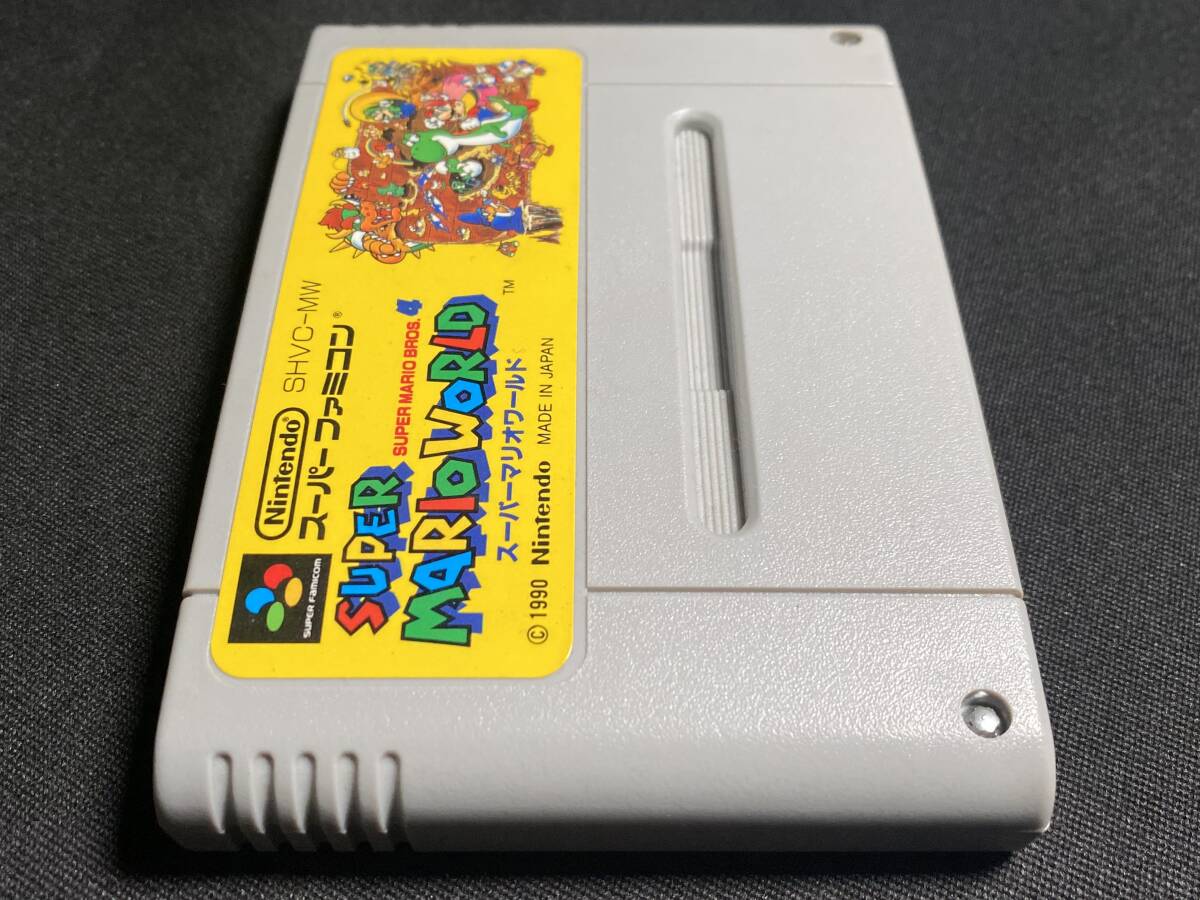 Nintendo® SHVC-MW
スーパーファミコン®
SUPER FAMICOM
SUPER MARIO BROS. 4
SUPER
MARIO WORLD TM
スーパーマリオワールド
© 1990 Nintendo MADE IN JAPAN